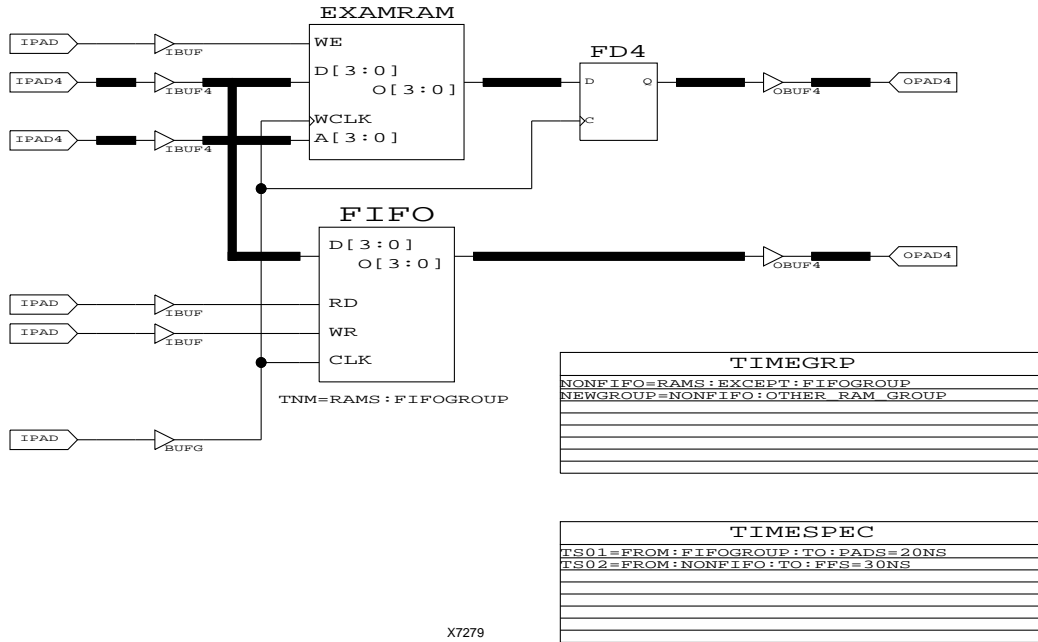 EXAMRAM
IPAD
IBUF
WE
FD4
IPAD4
IBUF4
D[3:0]
O[3:0]
D
Q
OBUF4
OPAD4
WCLK
C
IPAD4
IBUF4
A[3:0]
FIFO
D[3:0]
O[3:0]
OBUF4
OPAD4
IPAD
IBUF
RD
IPAD
IBUF
WR
CLK
TNM=RAMS:FIFOGROUP
IPAD
BUFG
TIMEGRP
NONFIFO=RAMS:EXCEPT:FIFOGROUP
NEWGROUP=NONFIFO:OTHER_RAM_GROUP
TIMESPEC
TS01=FROM:FIFOGROUP:TO:PADS=20NS
TS02=FROM:NONFIFO:TO:FFS=30NS
X7279